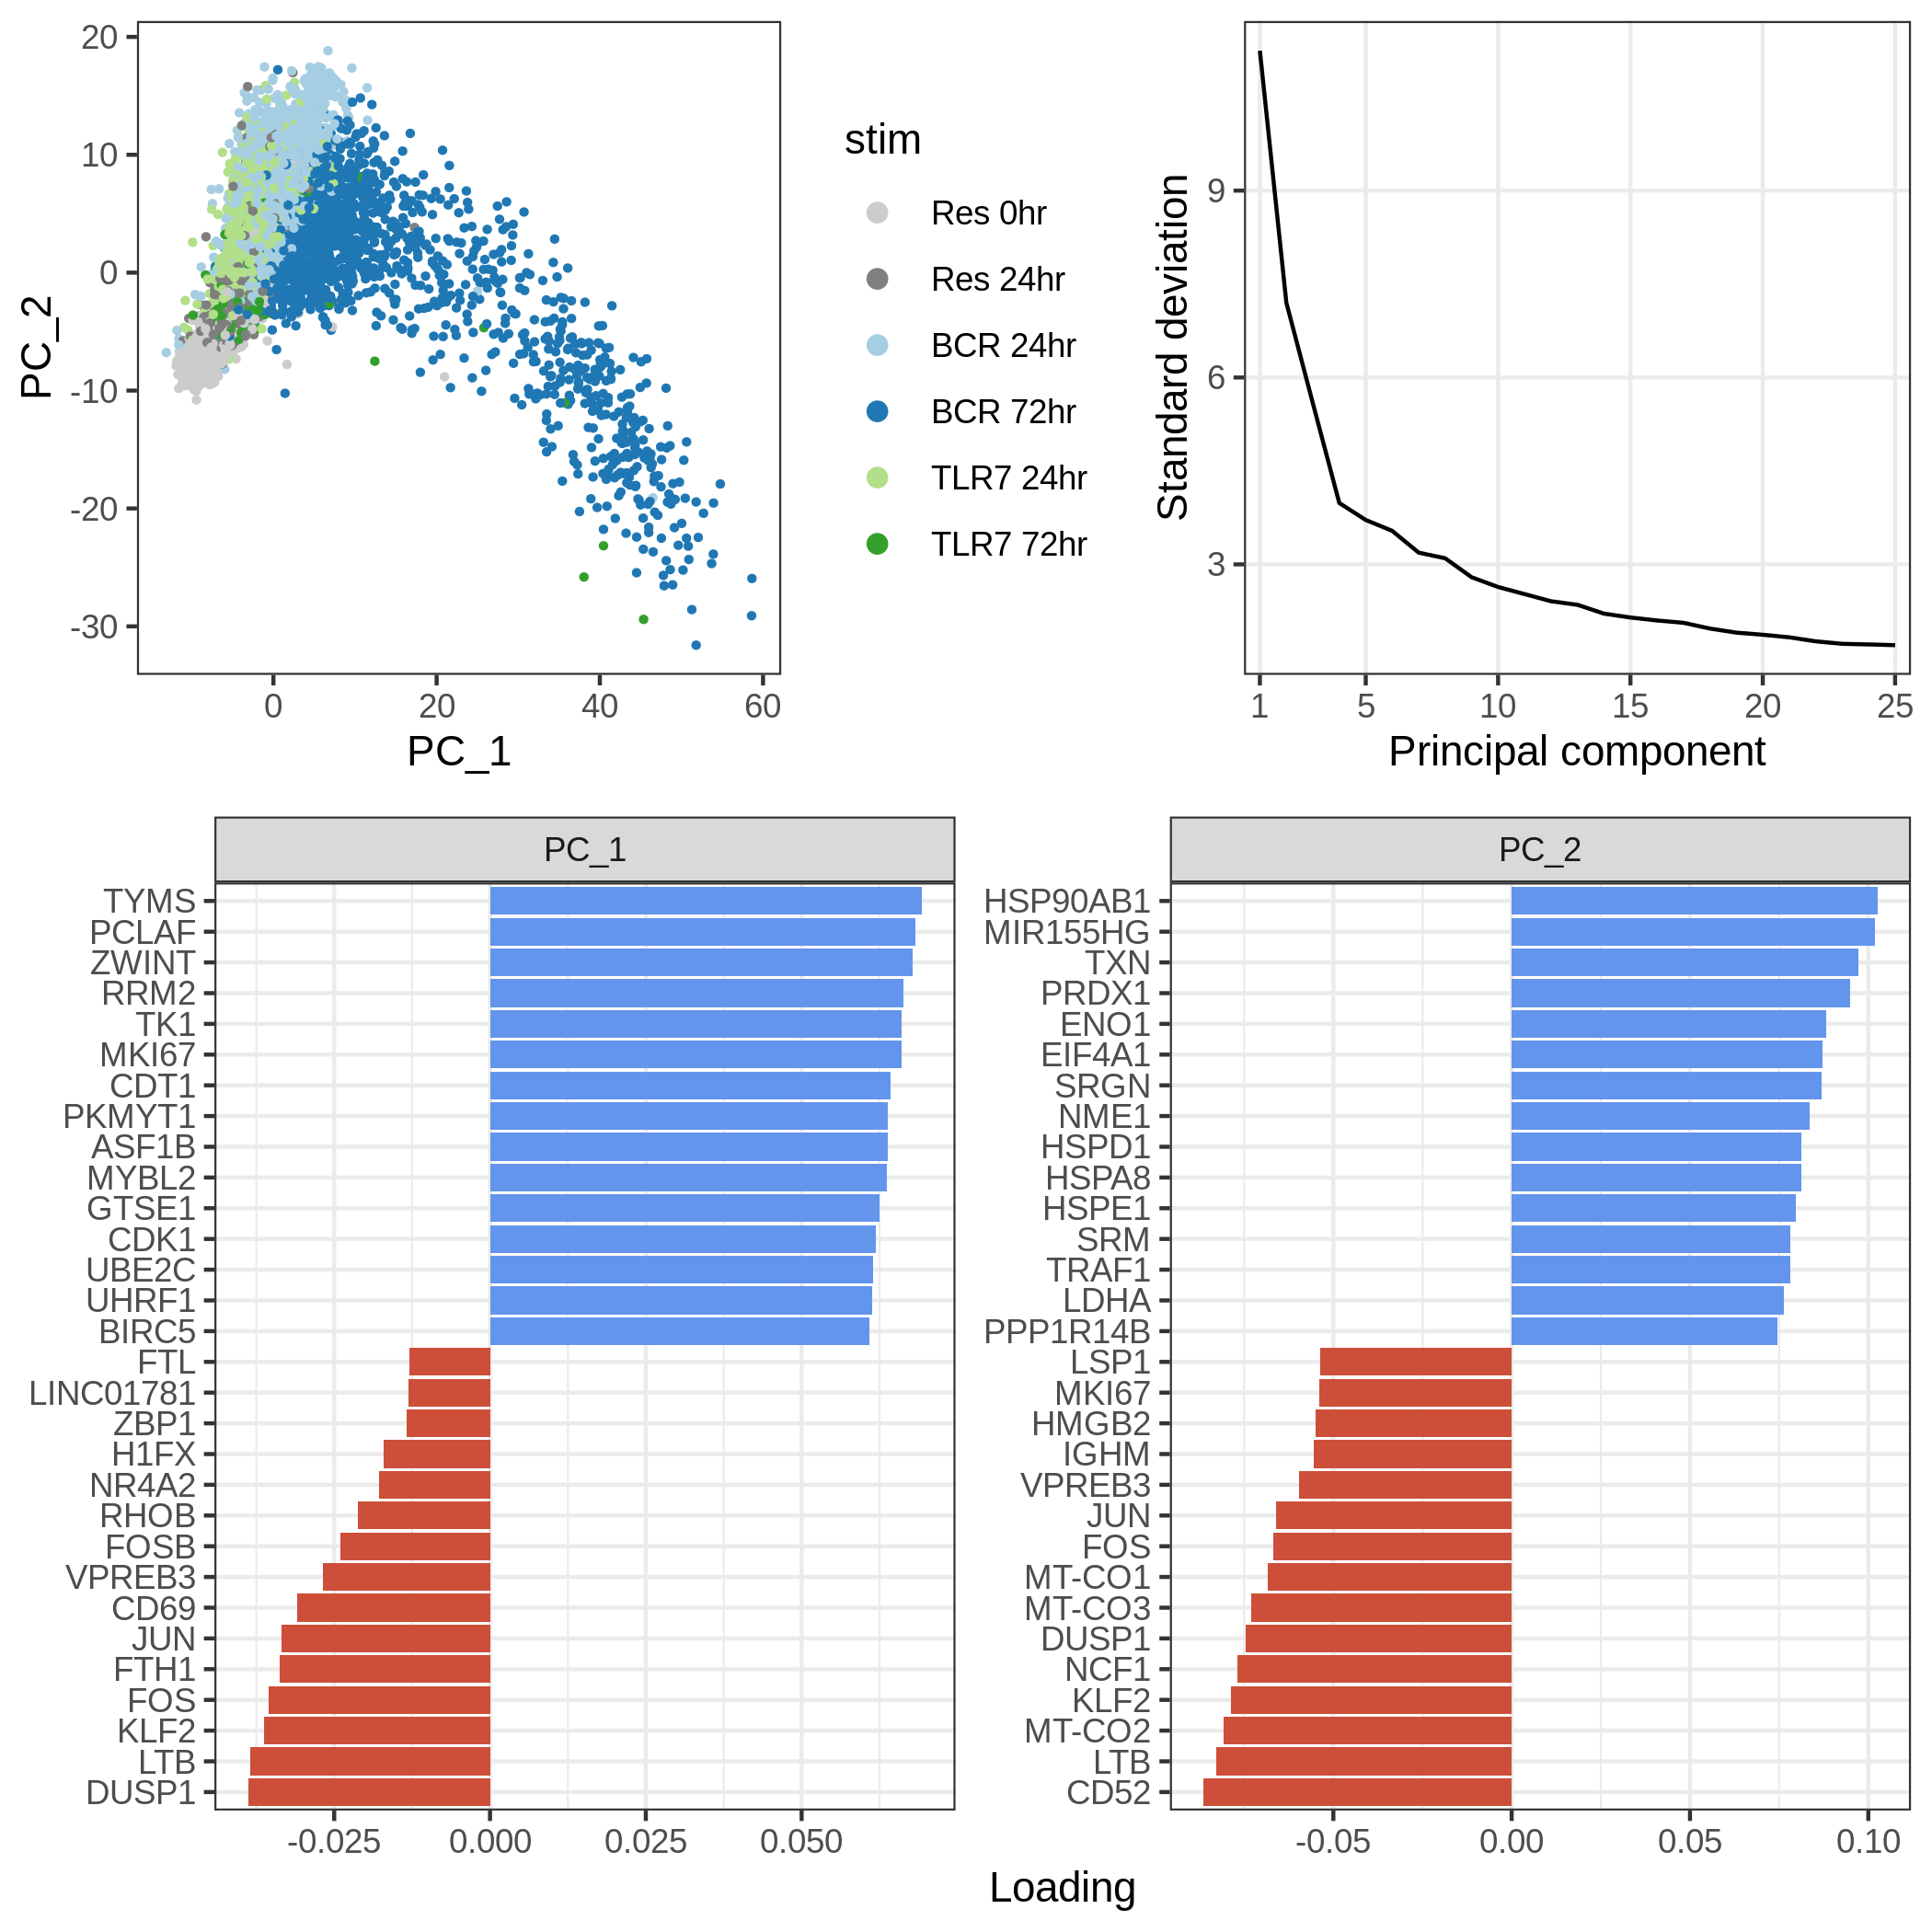 20
10
0
-10
-20
-30
PC_2
0
20
40
60
PC_1
stim
Res 0hr
Res 24hr
BCR 24hr
BCR 72hr
TLR7 24hr
TLR7 72hr
Standard deviation
9
6
3
1
5
10
15
20
25
Principal component
PC_1
TYMS
PCLAF
ZWINT
RRM2
TK1
MKI67
CDT1
PKMYT1
ASF1B
MYBL2
GTSE1
CDK1
UBE2C
UHRF1
BIRC5
FTL
LINC01781
ZBP1
H1FX
NR4A2
RHOB
FOSB
VPREB3
CD69
JUN
FTH1
FOS
KLF2
LTB
DUSP1
-0.025
0.000
0.025
0.050
PC_2
HSP90AB1
MIR155HG
TXN
PRDX1
ENO1
EIF4A1
SRGN
NME1
HSPD1
HSPA8
HSPE1
SRM
TRAF1
LDHA
PPP1R14B
LSP1
MKI67
HMGB2
IGHM
VPREB3
JUN
FOS
MT-CO1
MT-CO3
DUSP1
NCF1
KLF2
MT-CO2
LTB
CD52
-0.05
0.00
0.05
0.10
Loading